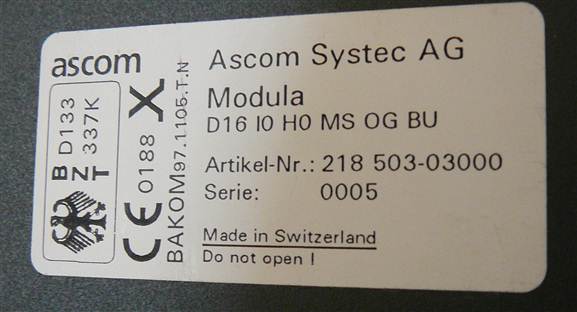 ascom
BZT
D133
337K
CE 0188 X
BAKOM97.1105.T.N
Ascom Systec AG
Modula
D16 I0 H0 MS OG BU
Artikel-Nr.: 218 503-03000
Serie: 0005
Made in Switzerland
Do not open !